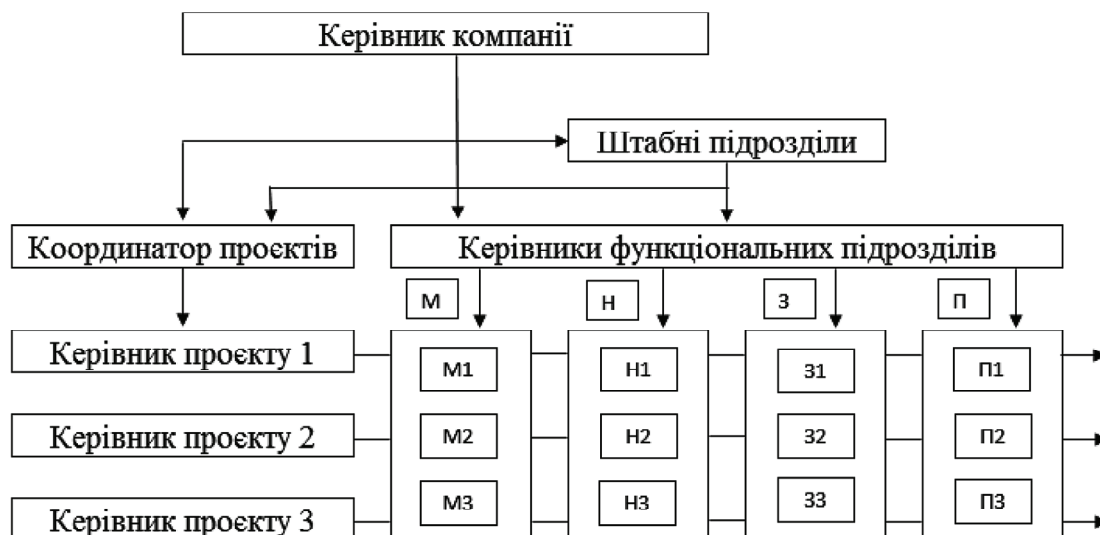 Керівник компанії
Штабні підрозділи
Координатор проєктів
Керівники функціональних підрозділів
М
Н
З
П
Керівник проєкту 1
М1
Н1
З1
П1
Керівник проєкту 2
М2
Н2
З2
П2
Керівник проєкту 3
М3
Н3
З3
П3